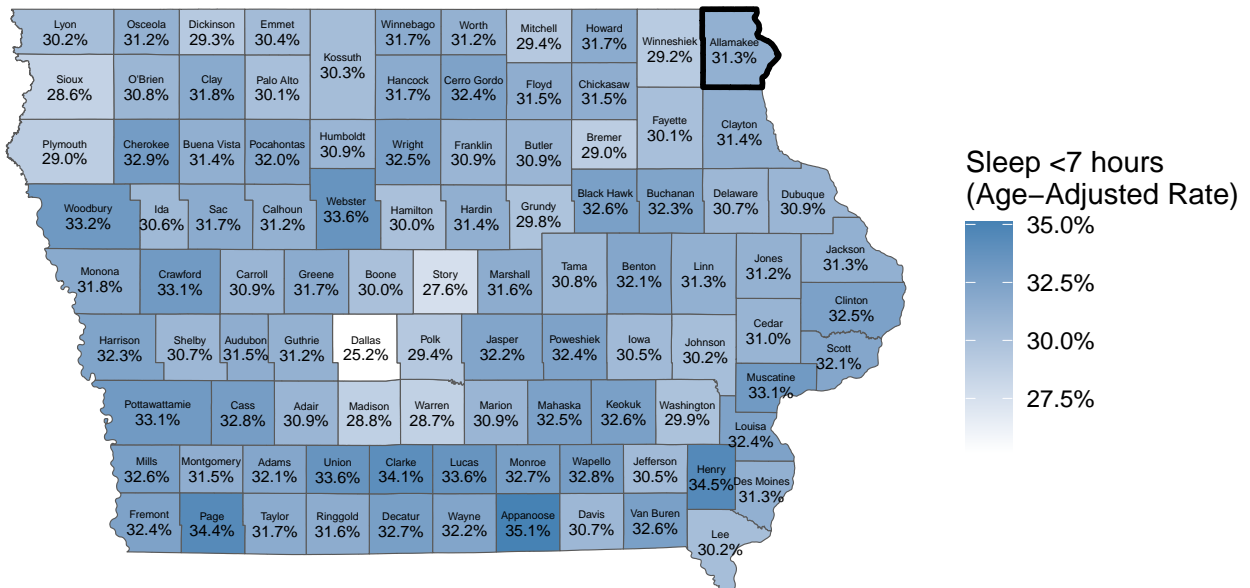 Lyon
30.2%
Osceola
31.2%
Dickinson
29.3%
Emmet
30.4%
Kossuth
30.3%
Winnebago
31.7%
Worth
31.2%
Mitchell
29.4%
Howard
31.7%
Winneshiek
29.2%
Allamakee
31.3%
Sioux
28.6%
O'Brien
30.8%
Clay
31.8%
Palo Alto
30.1%
Hancock
31.7%
Cerro Gordo
32.4%
Floyd
31.5%
Chickasaw
31.5%
Fayette
30.1%
Clayton
31.4%
Plymouth
29.0%
Cherokee
32.9%
Buena Vista
31.4%
Pocahontas
32.0%
Humboldt
30.9%
Wright
32.5%
Franklin
30.9%
Butler
30.9%
Bremer
29.0%
Woodbury
33.2%
Ida
30.6%
Sac
31.7%
Calhoun
31.2%
Webster
33.6%
Hamilton
30.0%
Hardin
31.4%
Grundy
29.8%
Black Hawk
32.6%
Buchanan
32.3%
Delaware
30.7%
Dubuque
30.9%
Monona
31.8%
Crawford
33.1%
Carroll
30.9%
Greene
31.7%
Boone
30.0%
Story
27.6%
Marshall
31.6%
Tama
30.8%
Benton
32.1%
Linn
31.3%
Jones
31.2%
Jackson
31.3%
Clinton
32.5%
Harrison
32.3%
Shelby
30.7%
Audubon
31.5%
Guthrie
31.2%
Dallas
25.2%
Polk
29.4%
Jasper
32.2%
Poweshiek
32.4%
Iowa
30.5%
Johnson
30.2%
Cedar
31.0%
Scott
32.1%
Muscatine
33.1%
Pottawattamie
33.1%
Cass
32.8%
Adair
30.9%
Madison
28.8%
Warren
28.7%
Marion
30.9%
Mahaska
32.5%
Keokuk
32.6%
Washington
29.9%
Louisa
32.4%
Mills
32.6%
Montgomery
31.5%
Adams
32.1%
Union
33.6%
Clarke
34.1%
Lucas
33.6%
Monroe
32.7%
Wapello
32.8%
Jefferson
30.5%
Henry
34.5%
Des Moines
31.3%
Fremont
32.4%
Page
34.4%
Taylor
31.7%
Ringgold
31.6%
Decatur
32.7%
Wayne
32.2%
Appanoose
35.1%
Davis
30.7%
Van Buren
32.6%
Lee
30.2%
Sleep <7 hours
(Age−Adjusted Rate)
35.0%
32.5%
30.0%
27.5%